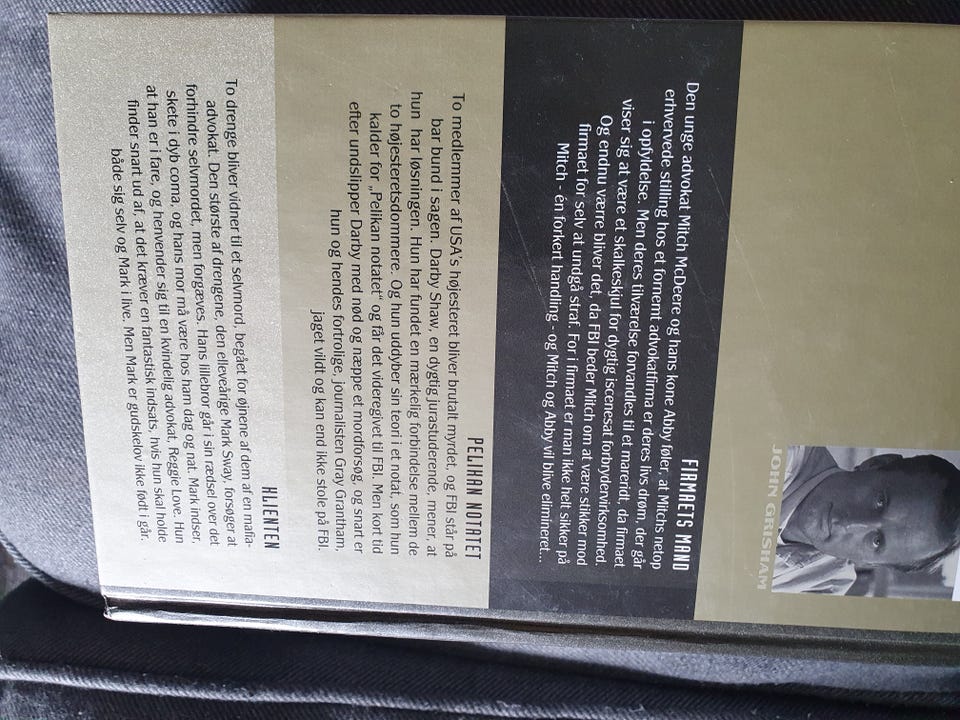 JOHN GRISHAM
FIRMAETS MAND
Den unge advokat Mitch McDeere og hans kone Abby føler, at Mitchs netop
erhvervede stilling hos et fornemt advokatfirma er deres livs drøm, der går
i opfyldelse. Men deres tilværelse forvandles til et mareridt, da firmaet
viser sig at være et skalkeskjul for dygtig iscenesat forbrydervirksomhed.
Og endnu værre bliver det, da FBI beder Mitch om at være stikker mod
firmaet for selv at undgå straf. For i firmaet er man ikke helt sikker på
Mitch - én forkert handling - og Mitch og Abby vil blive elimineret..
PELIKAN NOTATET
To medlemmer af USA's højesteret bliver brutalt myrdet, og FBI står på
bar bund i sagen. Darby Shaw, en dygtig jurastuderende, mener, at
hun har løsningen. Hun har fundet en mærkelig forbindelse mellem de
to højesteretsdommere. Og hun uddyber sin teori i et notat, som hun
kalder for „Pelikan notatet" og får det videregivet til FBI. Men kort tid
efter undslipper Darby med nød og næppe et mordforsøg, og snart er
hun og hendes fortrolige, journalisten Gray Grantham,
jaget vildt og kan end ikke stole på FBI.
KLIENTEN
To drenge bliver vidner til et selvmord, begået for øjnene af dem af en mafia-
advokat. Den største af drengene, den elleveårige Mark Sway, forsøger at
forhindre selvmordet, men forgæves. Hans lillebror går i sin rædsel over det
skete i dyb coma, og hans mor må være hos ham dag og nat. Mark indser,
at han er i fare, og henvender sig til en kvindelig advokat, Reggie Love. Hun
finder snart ud af, at det kræver en fantastisk indsats, hvis hun skal holde
både sig selv og Mark i live. Men Mark er gudskelov ikke født i går.